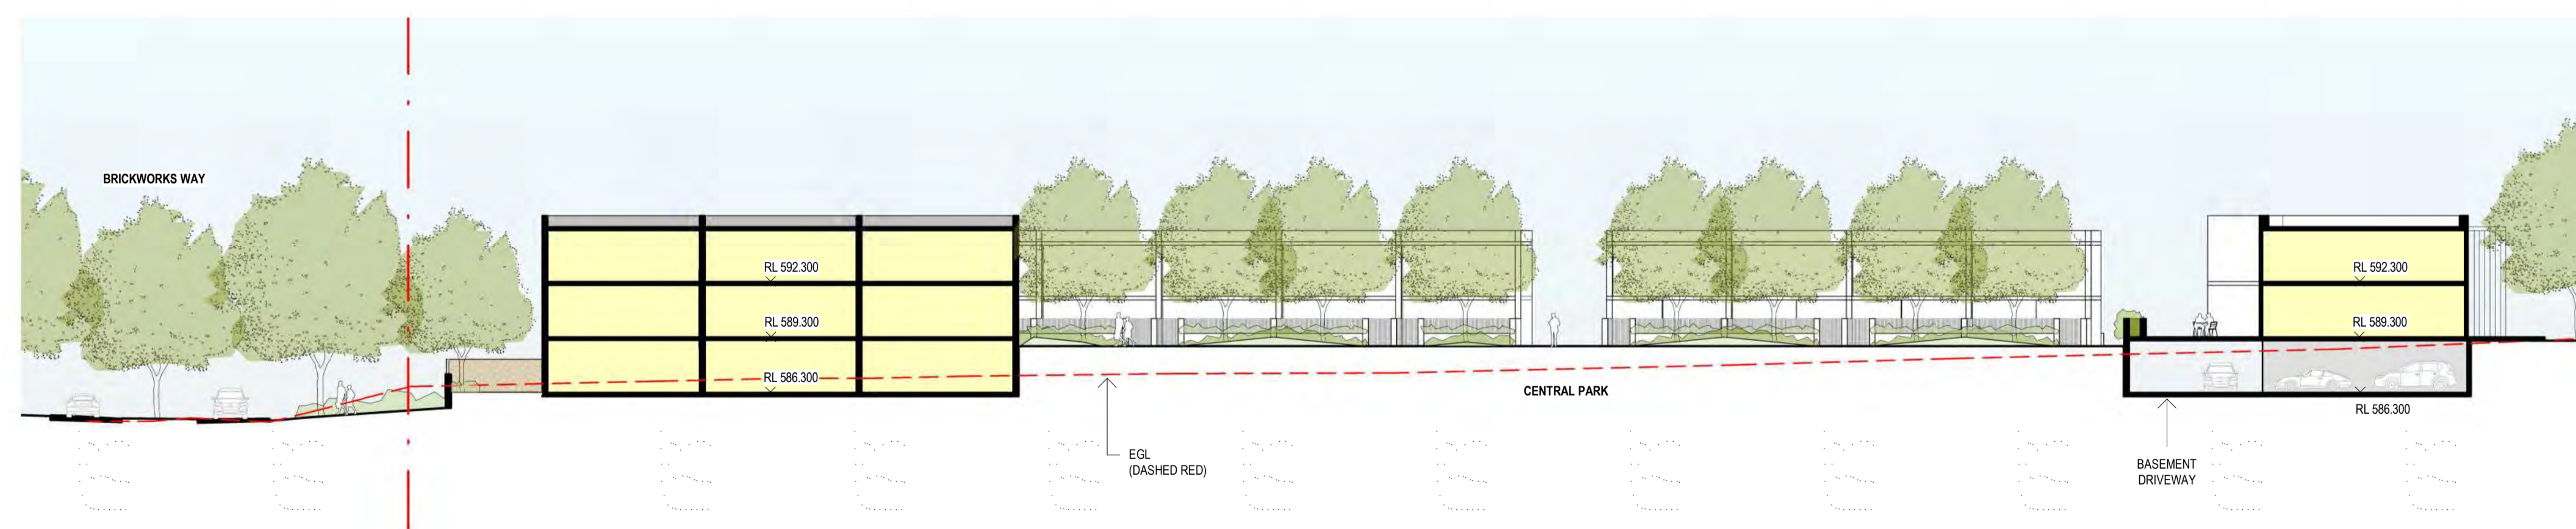 BRICKWORKS WAY
RL 592.300
RL 589.300
RL 586.300
EGL
(DASHED RED)
CENTRAL PARK
RL 592.300
RL 589.300
RL 586.300
BASEMENT
DRIVEWAY